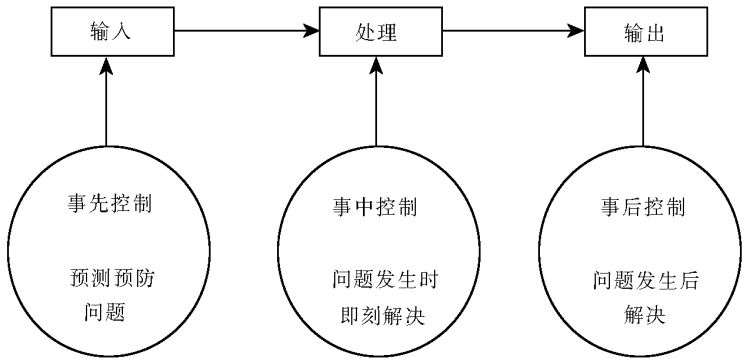 输入
处理
输出
事先控制
预测预防
问题
事中控制
问题发生时
即刻解决
事后控制
问题发生后
解决